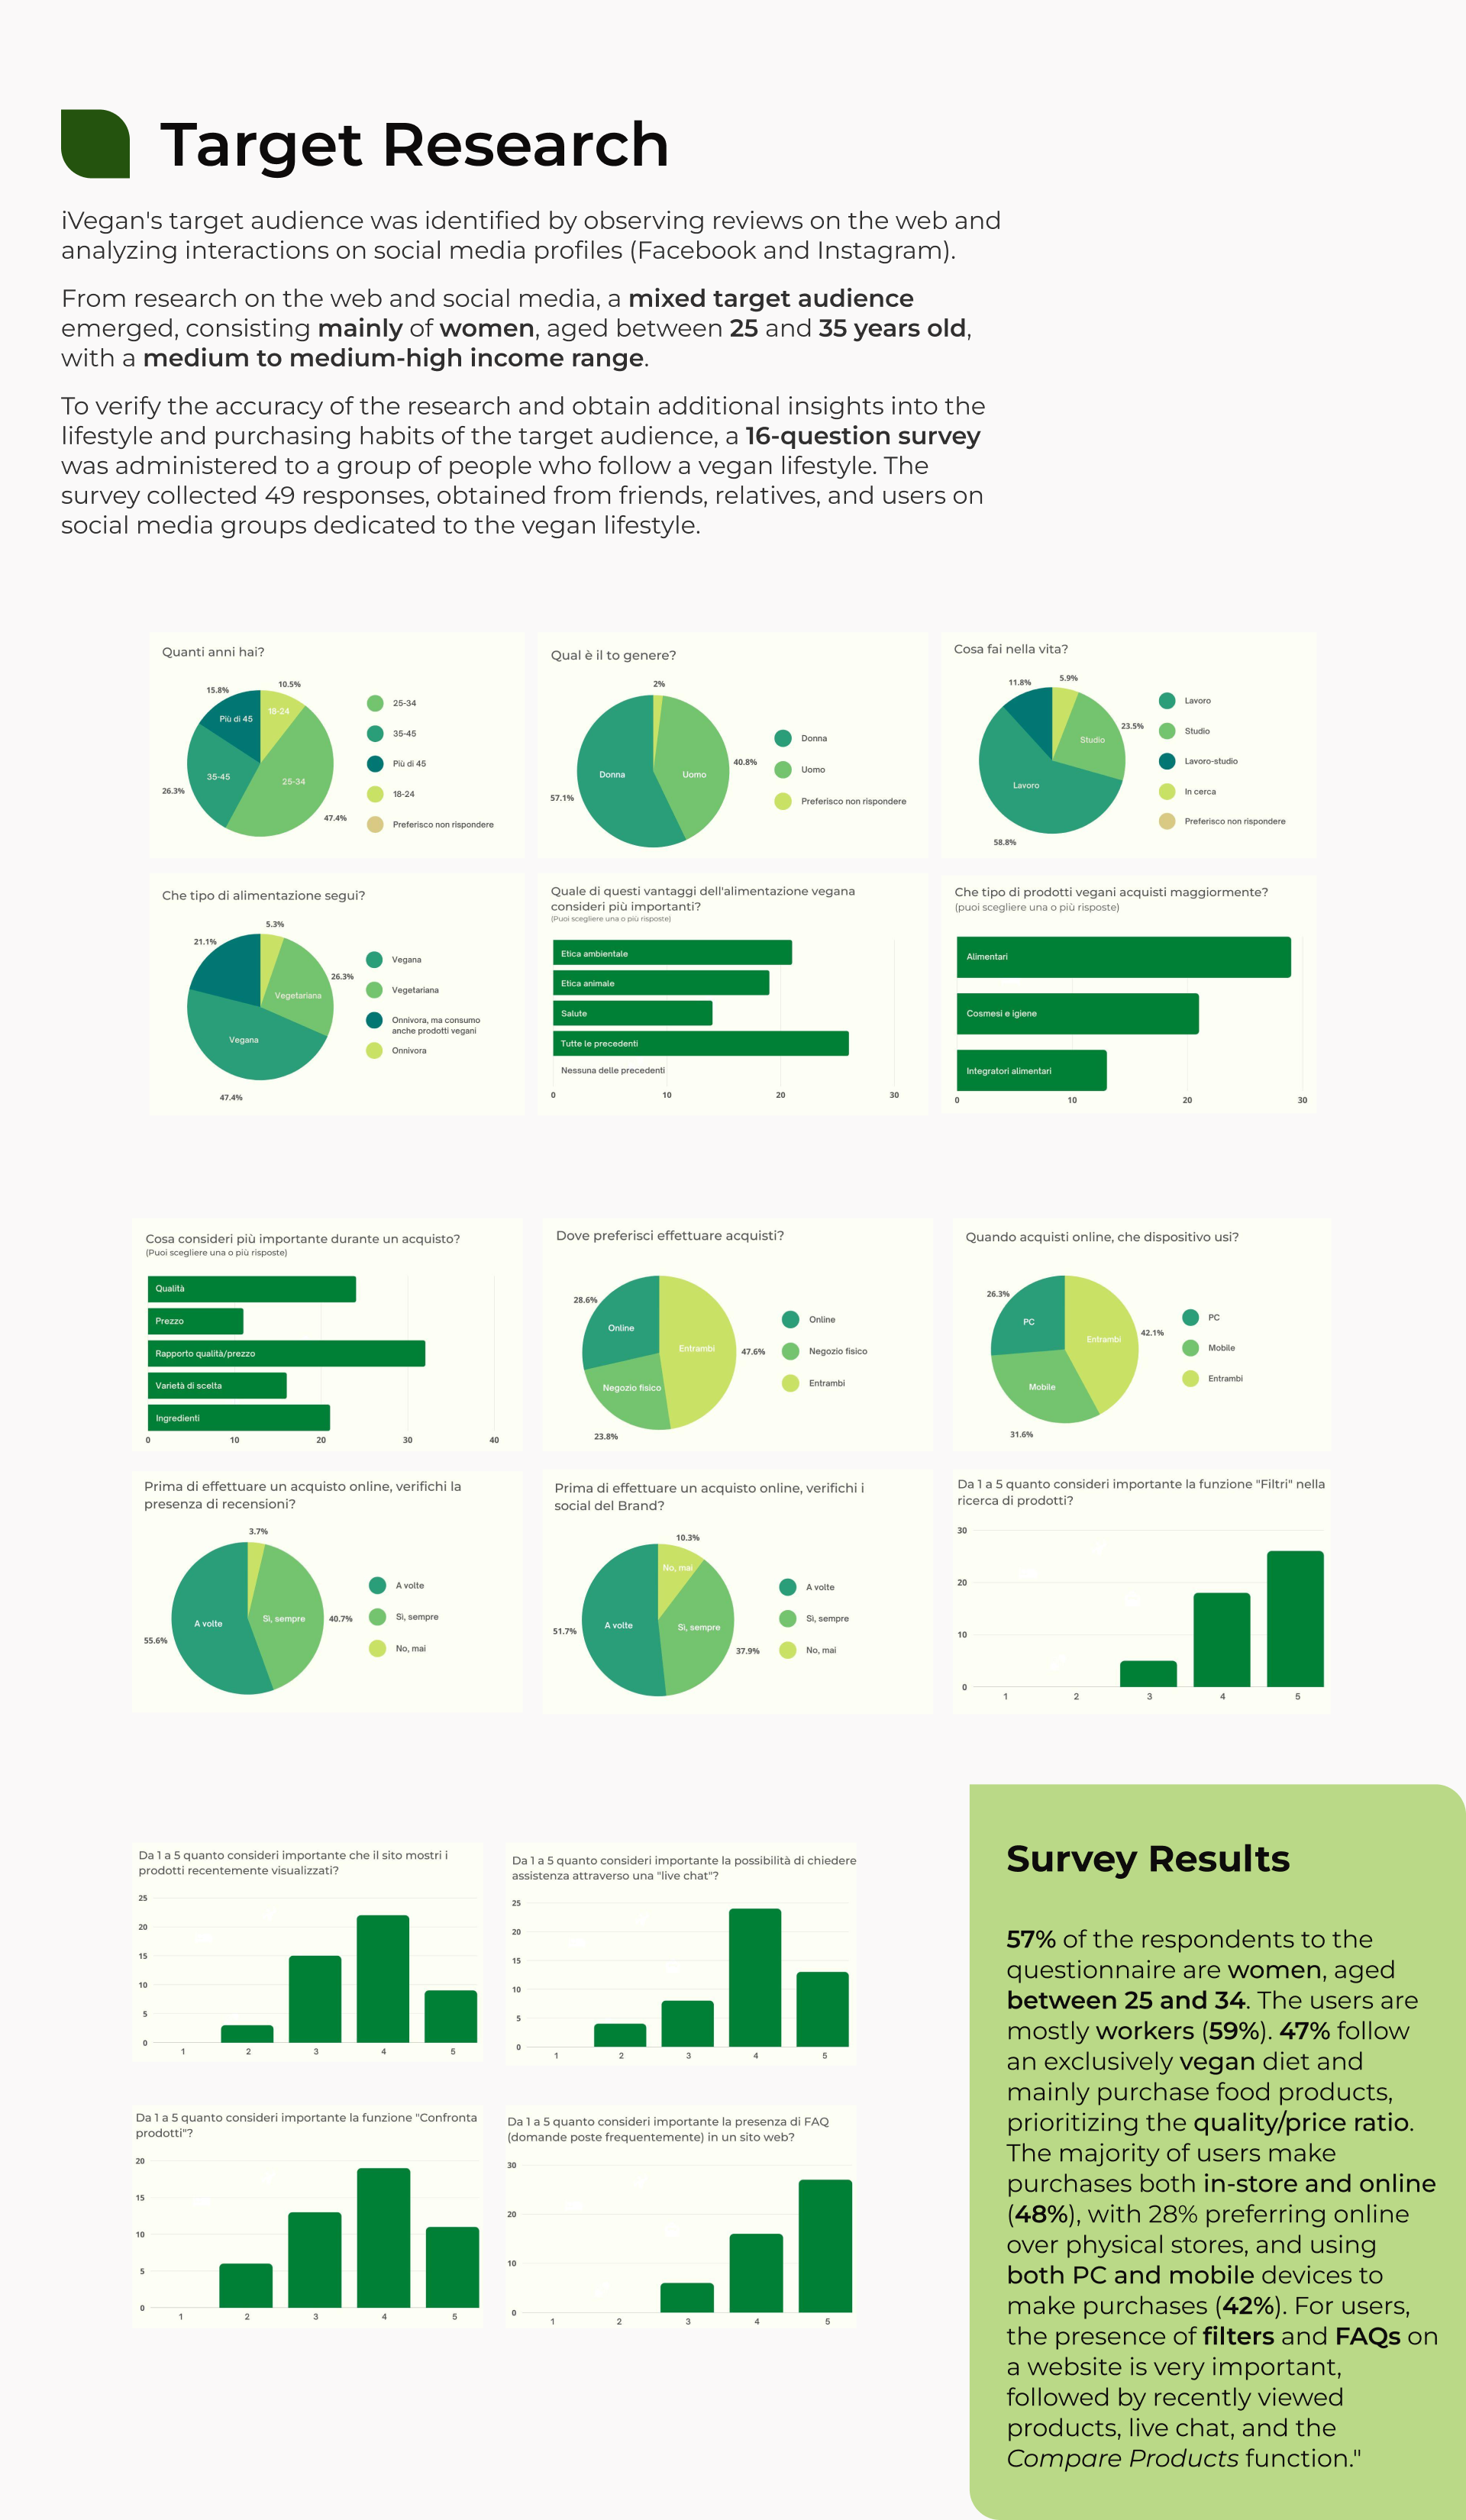 Target Research
iVegan's target audience was identified by observing reviews on the web and
analyzing interactions on social media profiles (Facebook and Instagram).
From research on the web and social media, a mixed target audience
emerged, consisting mainly of women, aged between 25 and 35 years old,
with a medium to medium-high income range.
To verify the accuracy of the research and obtain additional insights into the
lifestyle and purchasing habits of the target audience, a 16-question survey
was administered to a group of people who follow a vegan lifestyle. The
survey collected 49 responses, obtained from friends, relatives, and users on
social media groups dedicated to the vegan lifestyle.
Quanti anni hai?
15.8%
10.5%
Più di 45
18-24
35-45
25-34
26.3%
47.4%
25-34
35-45
Più di 45
18-24
Preferisco non rispondere
Qual è il to genere?
2%
Donna
Uomo
40.8%
57.1%
Donna
Uomo
Preferisco non rispondere
Cosa fai nella vita?
11.8%
5.9%
23.5%
Studio
Lavoro
58.8%
Lavoro
Studio
Lavoro-studio
In cerca
Preferisco non rispondere
Che tipo di alimentazione segui?
5.3%
21.1%
26.3%
Vegetariana
Vegana
47.4%
Vegana
Vegetariana
Onnivora, ma consumo
anche prodotti vegani
Onnivora
Quale di questi vantaggi dell'alimentazione vegana
consideri più importanti?
(Puoi scegliere una o più risposte)
Etica ambientale
Etica animale
Salute
Tutte le precedenti
Nessuna delle precedenti
0 10 20 30
Che tipo di prodotti vegani acquisti maggiormente?
(puoi scegliere una o più risposte)
Alimentari
Cosmesi e igiene
Integratori alimentari
0 10 20 30
Cosa consideri più importante durante un acquisto?
(Puoi scegliere una o più risposte)
Qualità
Prezzo
Rapporto qualità/prezzo
Varietà di scelta
Ingredienti
0 10 20 30 40
Dove preferisci effettuare acquisti?
28.6%
Online
Entrambi
47.6%
Negozio fisico
23.8%
Online
Negozio fisico
Entrambi
Quando acquisti online, che dispositivo usi?
26.3%
PC
Entrambi
42.1%
Mobile
31.6%
PC
Mobile
Entrambi
Prima di effettuare un acquisto online, verifichi la
presenza di recensioni?
3.7%
A volte
Sì, sempre
40.7%
55.6%
A volte
Sì, sempre
No, mai
Prima di effettuare un acquisto online, verifichi i
social del Brand?
10.3%
No, mai
A volte
Sì, sempre
51.7%
37.9%
A volte
Sì, sempre
No, mai
Da 1 a 5 quanto consideri importante la funzione "Filtri" nella
ricerca di prodotti?
30
20
10
0
1 2 3 4 5
Da 1 a 5 quanto consideri importante che il sito mostri i
prodotti recentemente visualizzati?
25
20
15
10
5
0
1 2 3 4 5
Da 1 a 5 quanto consideri importante la possibilità di chiedere
assistenza attraverso una "live chat"?
25
20
15
10
5
0
1 2 3 4 5
Da 1 a 5 quanto consideri importante la funzione "Confronta
prodotti"?
20
15
10
5
0
1 2 3 4 5
Da 1 a 5 quanto consideri importante la presenza di FAQ
(domande poste frequentemente) in un sito web?
30
20
10
0
1 2 3 4 5
Survey Results
57% of the respondents to the
questionnaire are women, aged
between 25 and 34. The users are
mostly workers (59%). 47% follow
an exclusively vegan diet and
mainly purchase food products,
prioritizing the quality/price ratio.
The majority of users make
purchases both in-store and online
(48%), with 28% preferring online
over physical stores, and using
both PC and mobile devices to
make purchases (42%). For users,
the presence of filters and FAQs on
a website is very important,
followed by recently viewed
products, live chat, and the
Compare Products function."